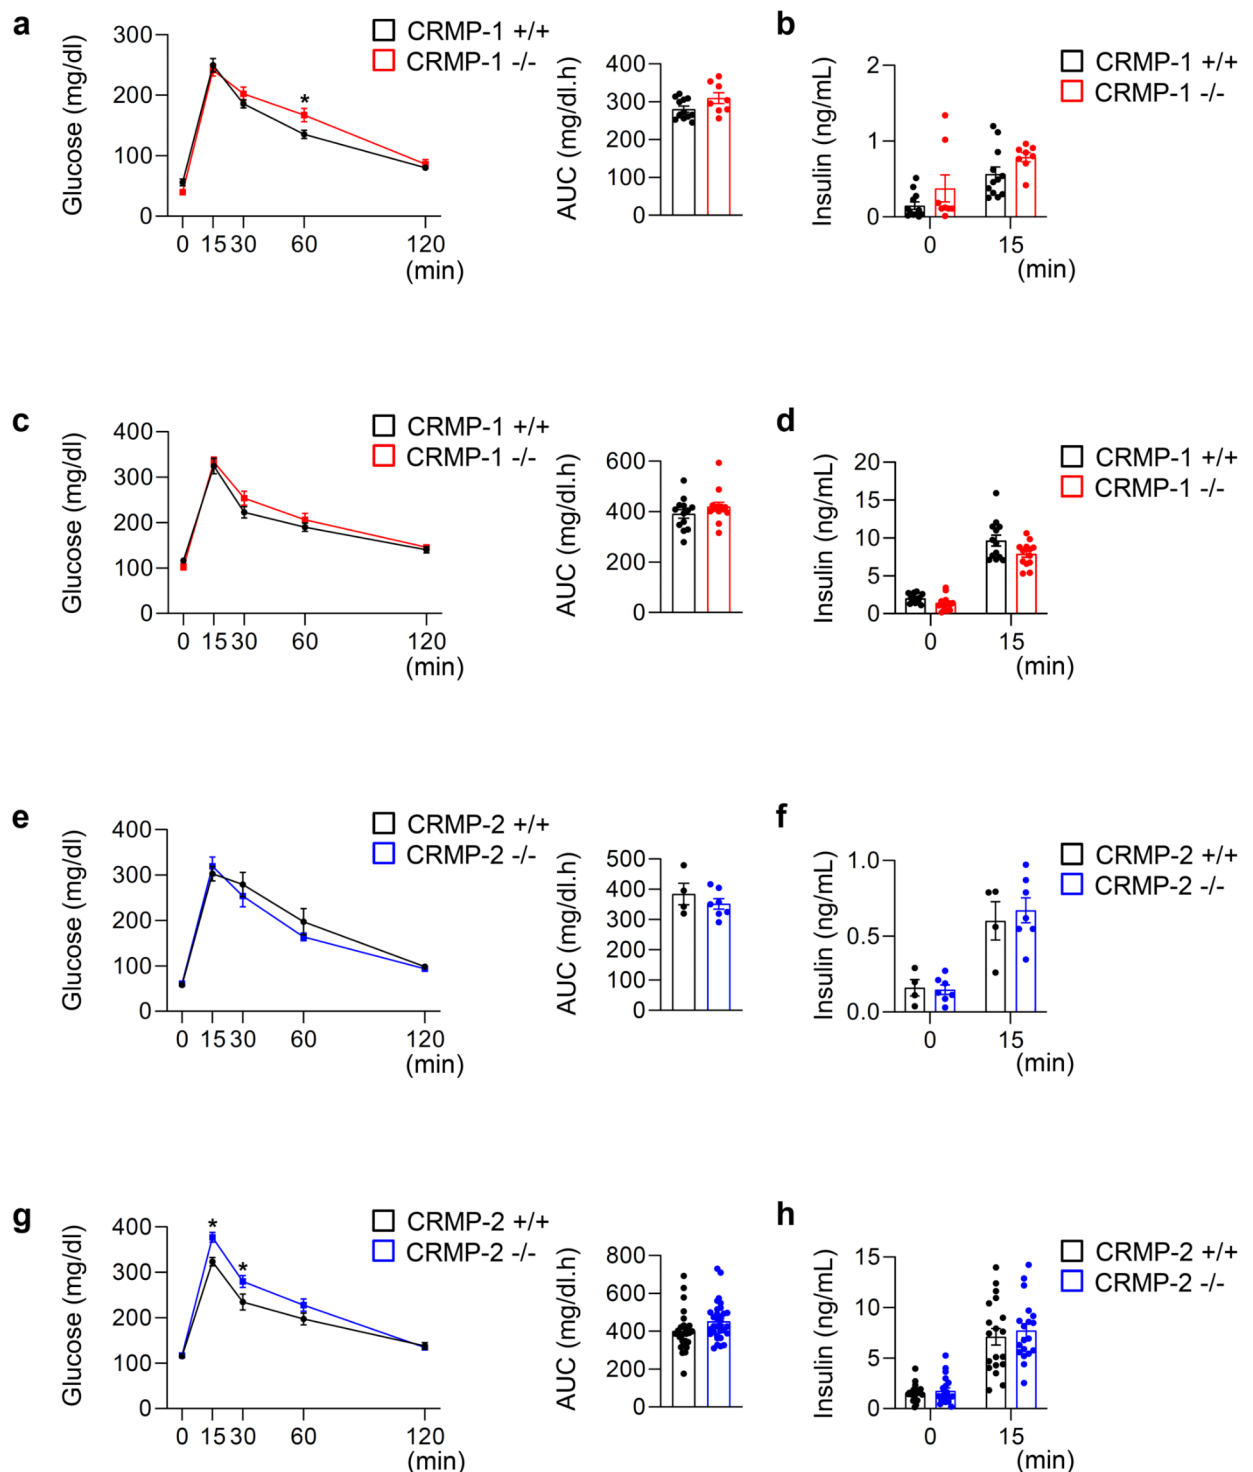 a
Glucose (mg/dl)
300
200
100
0
0 15 30 60 120
(min)
*
CRMP-1 +/+
CRMP-1 -/-
AUC (mg/dl.h)
400
300
200
100
0
b
Insulin (ng/mL)
2
1
0
0 15
(min)
CRMP-1 +/+
CRMP-1 -/-
c
Glucose (mg/dl)
400
300
200
100
0
0 15 30 60 120
(min)
CRMP-1 +/+
CRMP-1 -/-
AUC (mg/dl.h)
600
400
200
0
d
Insulin (ng/mL)
20
15
10
5
0
0 15
(min)
CRMP-1 +/+
CRMP-1 -/-
e
Glucose (mg/dl)
400
300
200
100
0
0 15 30 60 120
(min)
CRMP-2 +/+
CRMP-2 -/-
AUC (mg/dl.h)
500
400
300
200
100
0
f
Insulin (ng/mL)
1.0
0.5
0.0
0 15
(min)
CRMP-2 +/+
CRMP-2 -/-
g
Glucose (mg/dl)
400
300
200
100
0
0 15 30 60 120
(min)
*
*
CRMP-2 +/+
CRMP-2 -/-
AUC (mg/dl.h)
800
600
400
200
0
h
Insulin (ng/mL)
15
10
5
0
0 15
(min)
CRMP-2 +/+
CRMP-2 -/-